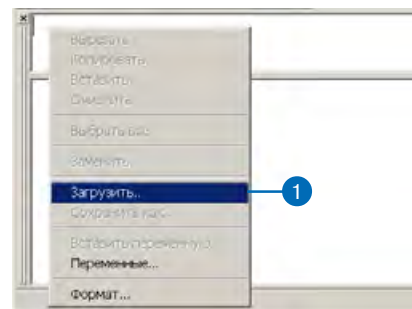 Вырезать
Копировать
Вставить
Очистить
Выбрать все
Заменить...
Загрузить...
1
Сохранить как...
Вставить переменную...
Переменные...
Формат...